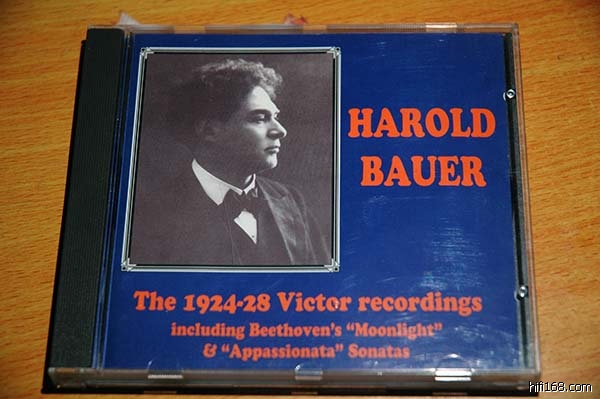 HAROLD
BAUER
The 1924-28 Victor recordings
including Beethoven's "Moonlight"
& "Appassionata" Sonatas
hifi168.com